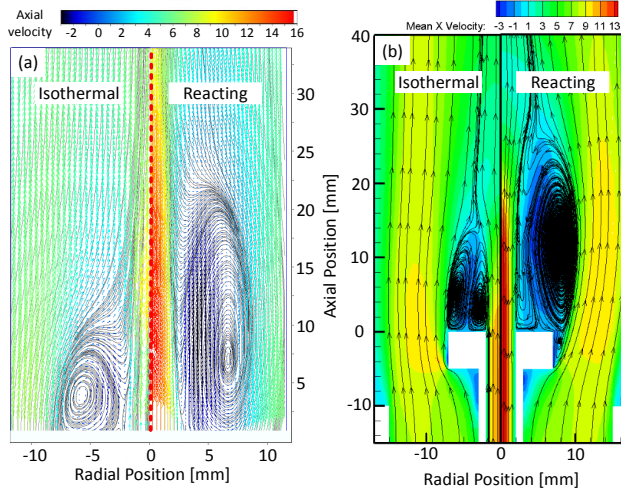 Axial velocity
-2 0 2 4 6 8 10 12 14 16
(a)
Isothermal
Reacting
30
25
20
15
10
5
-10 -5 0 5 10
Radial Position [mm]
Mean X Velocity: -3 -1 1 3 5 7 9 11 13
(b)
Isothermal
Reacting
Axial Position [mm]
40
30
20
10
0
-10
-10 0 10
Radial Position [mm]